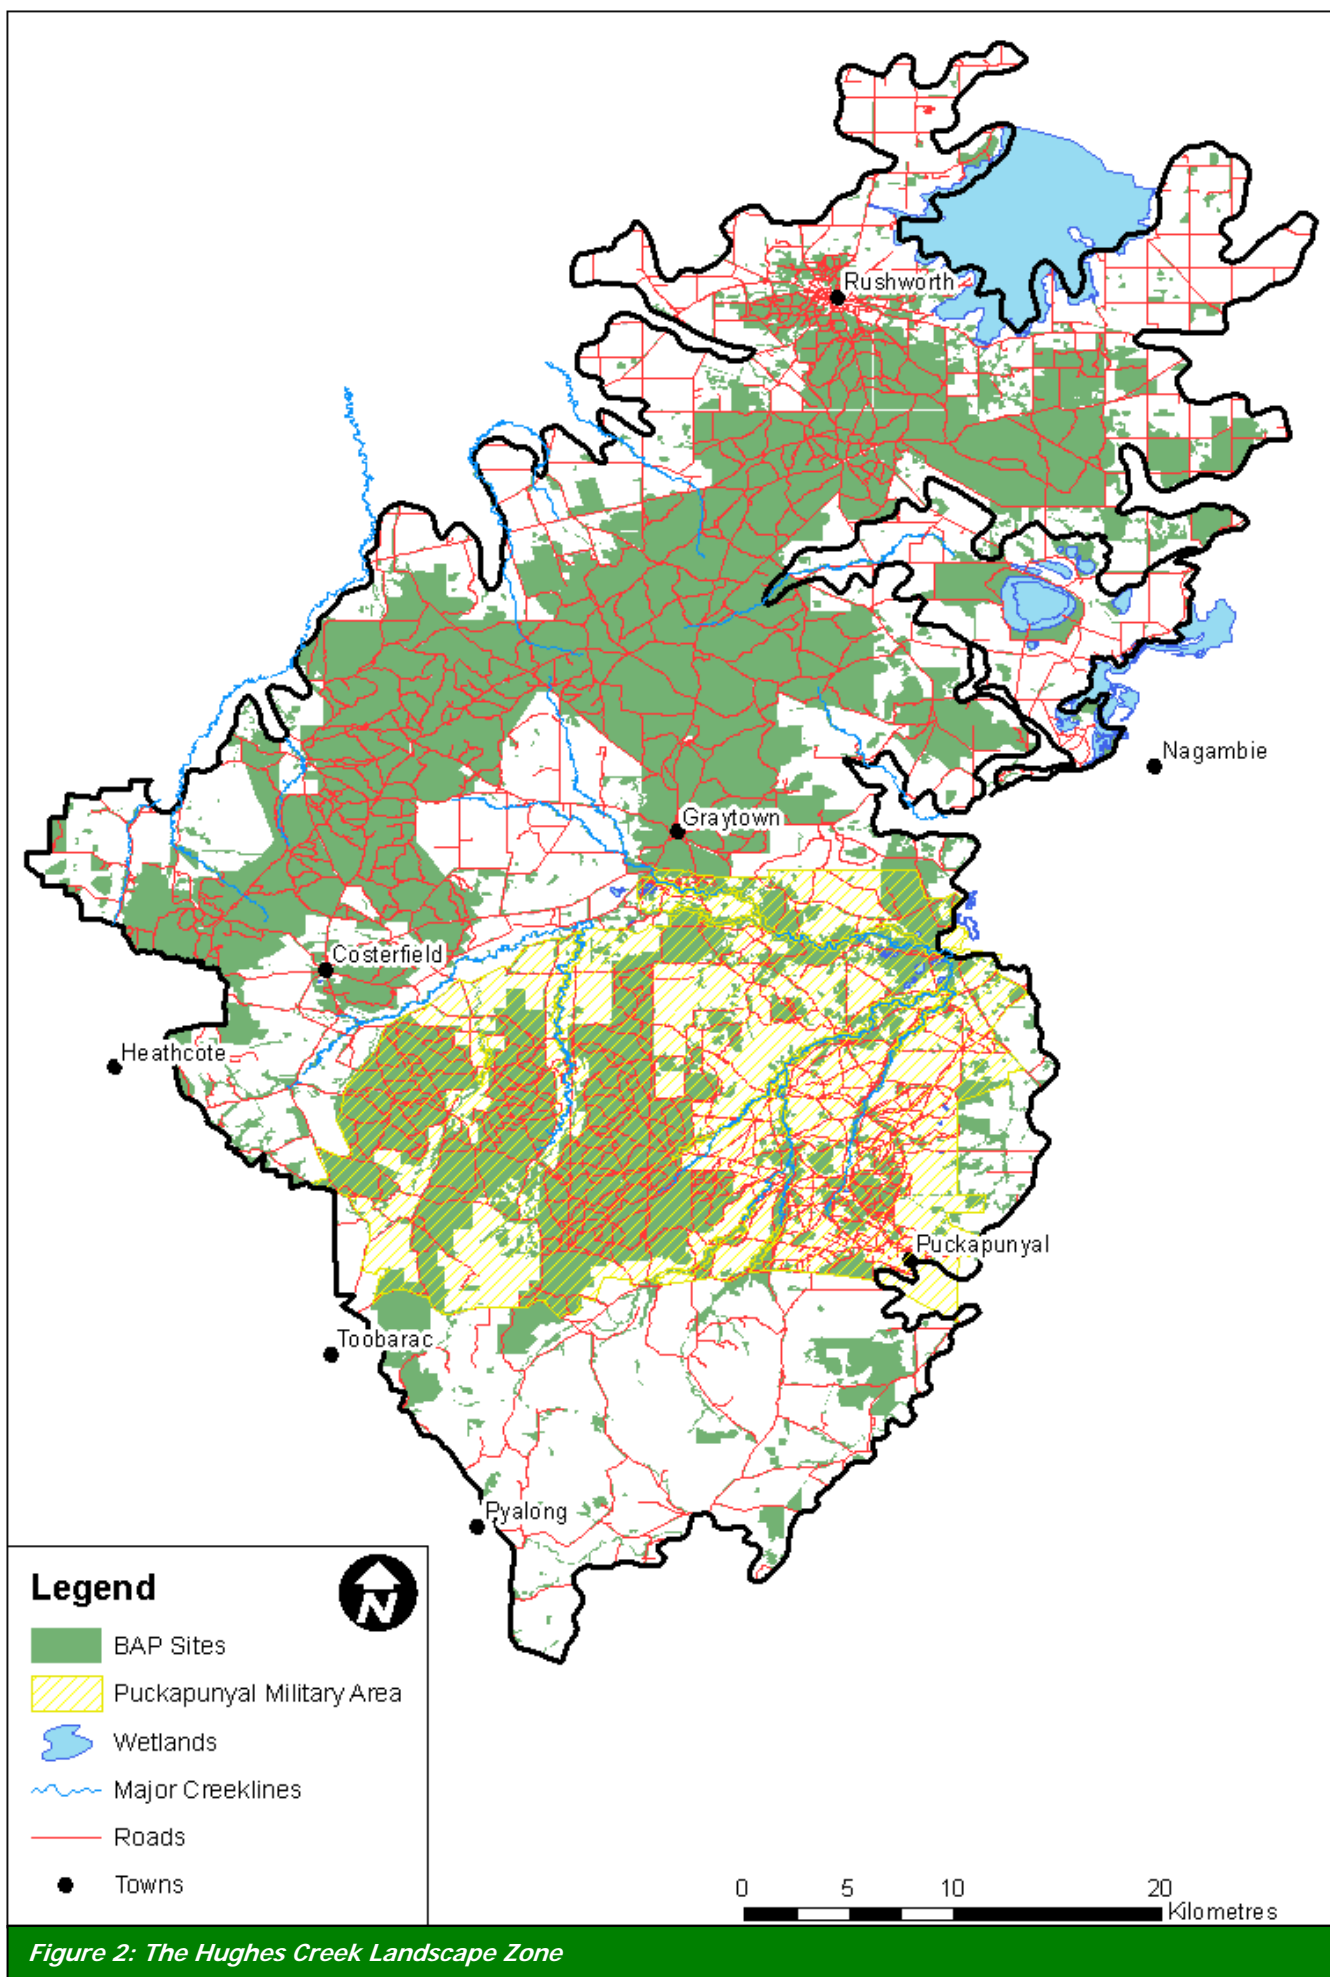 Rushworth
Nagambie
Graytown
Costerfield
Heathcote
Puckapunyal
Toobarac
Pyalong
Legend
N
BAP Sites
Puckapunyal Military Area
Wetlands
Major Creeklines
Roads
Towns
0 5 10 20
Kilometres
Figure 2: The Hughes Creek Landscape Zone